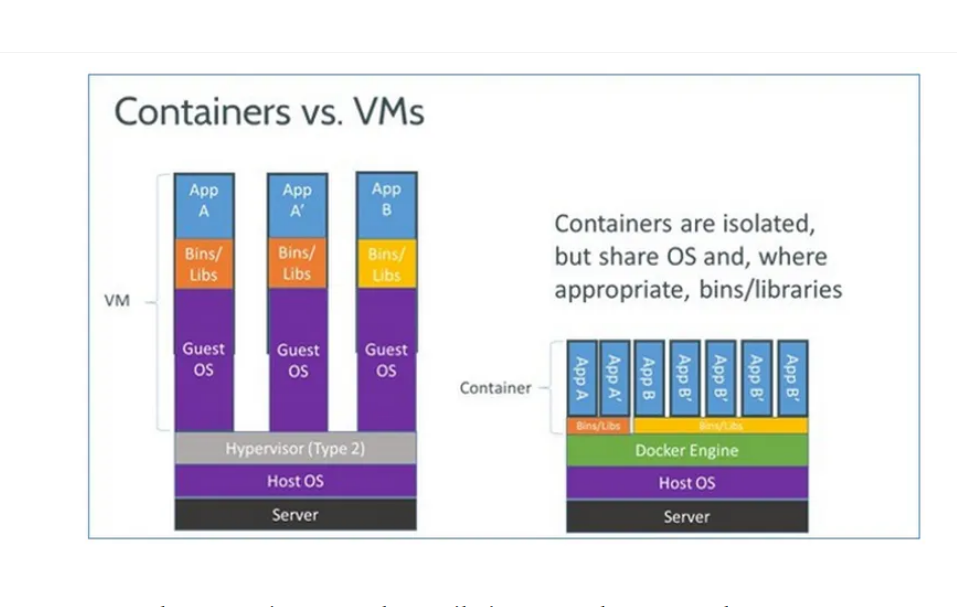 Containers vs. VMs
App
A
App
A'
App
B
Bins/
Libs
Bins/
Libs
Bins/
Libs
VM
Guest
OS
Guest
OS
Guest
OS
Hypervisor (Type 2)
Host OS
Server
Containers are isolated,
but share OS and, where
appropriate, bins/libraries
Container
App A
App A'
App B
App B'
App B'
App B'
App B'
Bins/Libs
Bins/Libs
Docker Engine
Host OS
Server